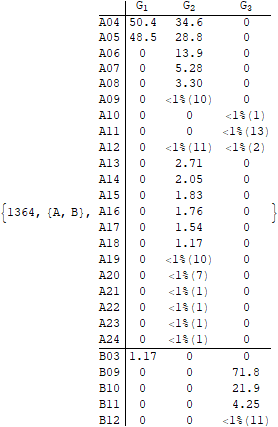 G1 G2 G3
A04 50.4 34.6 0
A05 48.5 28.8 0
A06 0 13.9 0
A07 0 5.28 0
A08 0 3.30 0
A09 0 <1%(10) 0
A10 0 0 <1%(1)
A11 0 0 <1%(13)
A12 0 <1%(11) <1%(2)
A13 0 2.71 0
A14 0 2.05 0
A15 0 1.83 0
{1364, {A, B}, A16 0 1.76 0 }
A17 0 1.54 0
A18 0 1.17 0
A19 0 <1%(10) 0
A20 0 <1%(7) 0
A21 0 <1%(1) 0
A22 0 <1%(1) 0
A23 0 <1%(1) 0
A24 0 <1%(1) 0
B03 1.17 0 0
B09 0 0 71.8
B10 0 0 21.9
B11 0 0 4.25
B12 0 0 <1%(11)